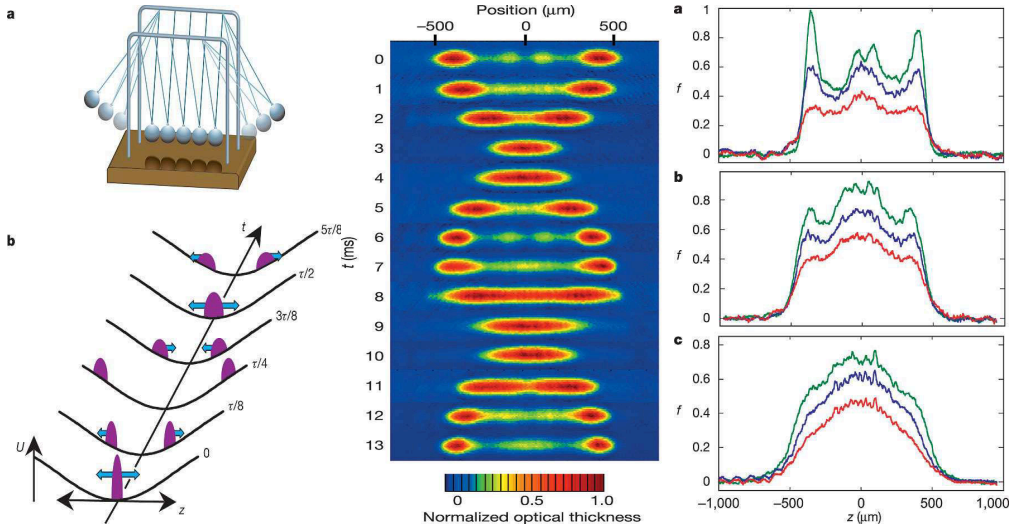 a
b
5τ/8
t
τ/2
3τ/8
τ/4
τ/8
0
U
z
Position (μm)
−500 0 500
t (ms)
0
1
2
3
4
5
6
7
8
9
10
11
12
13
0 0.5 1.0
Normalized optical thickness
a
f
1
0.8
0.6
0.4
0.2
0
b
f
0.8
0.6
0.4
0.2
0
c
f
0.8
0.6
0.4
0.2
0
−1,000 −500 0 500 1,000
z (μm)